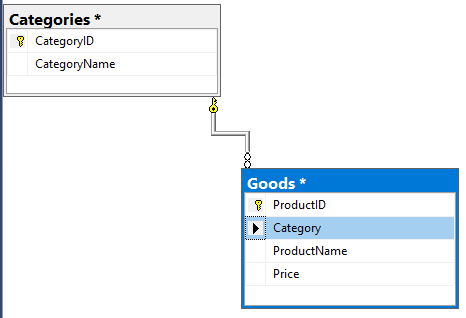 Categories *
CategoryID
CategoryName
Goods *
ProductID
Category
ProductName
Price